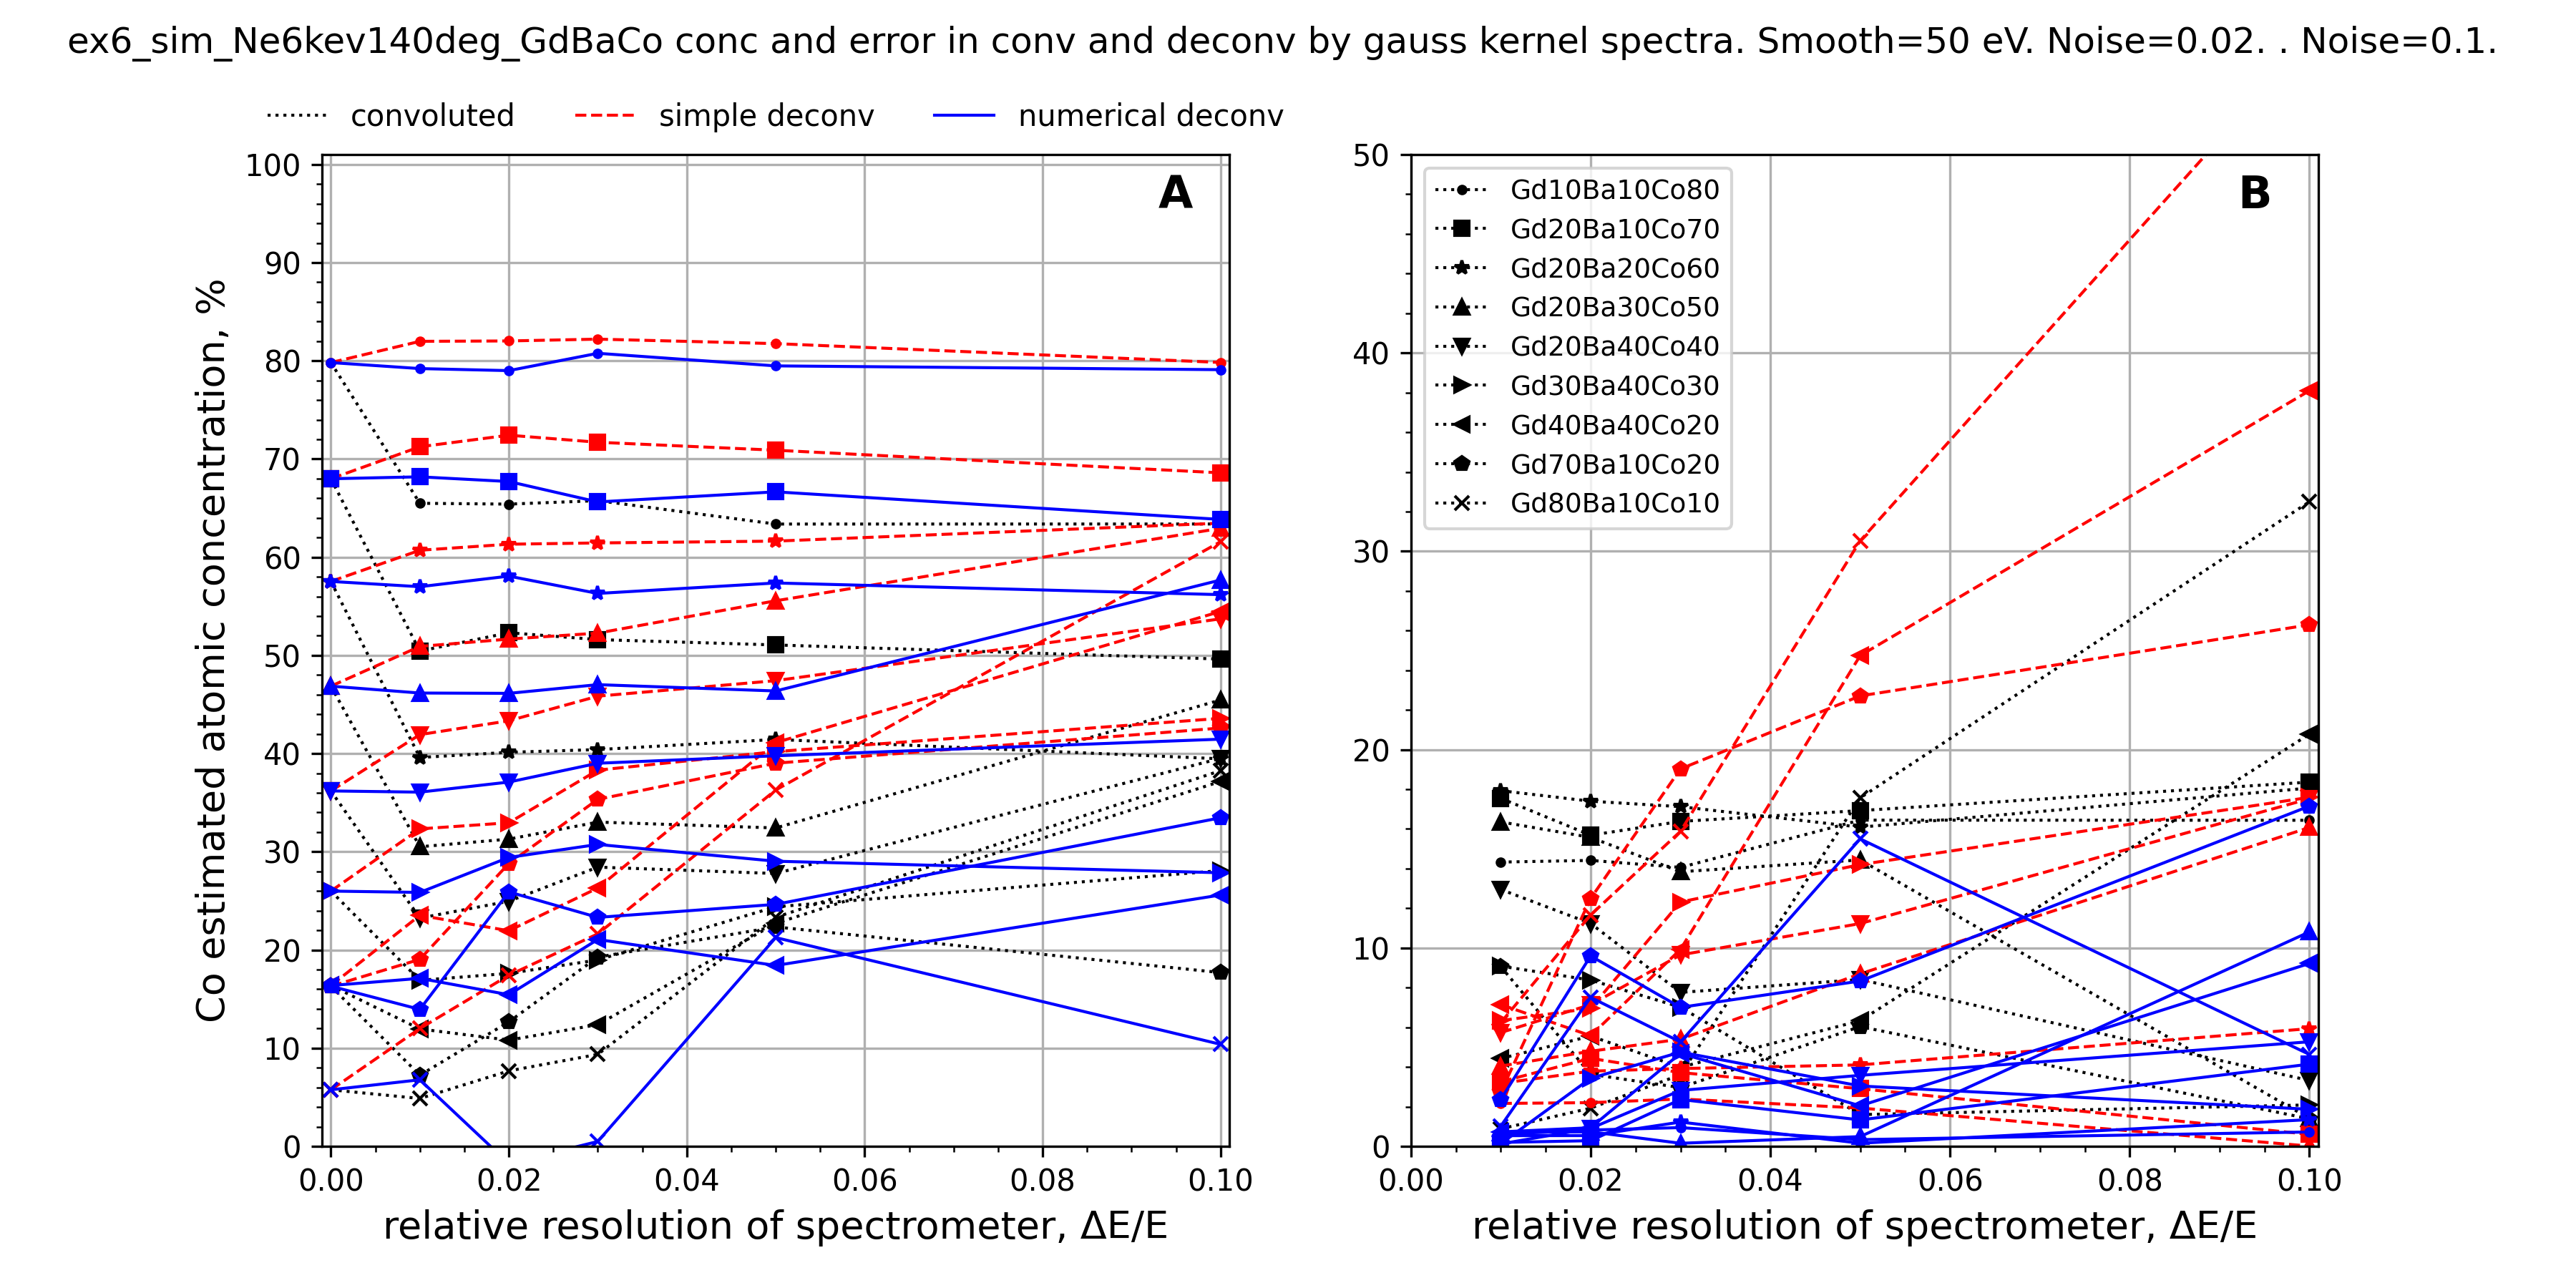 ex6_sim_Ne6kev140deg_GdBaCo conc and error in conv and deconv by gauss kernel spectra. Smooth=50 eV. Noise=0.02. . Noise=0.1.
convoluted simple deconv numerical deconv
A
100
90
80
70
60
50
40
30
20
10
0
Co estimated atomic concentration, %
0.00 0.02 0.04 0.06 0.08 0.10
relative resolution of spectrometer, ΔE/E
B
50
40
30
20
10
0
Gd10Ba10Co80
Gd20Ba10Co70
Gd20Ba20Co60
Gd20Ba30Co50
Gd20Ba40Co40
Gd30Ba40Co30
Gd40Ba40Co20
Gd70Ba10Co20
Gd80Ba10Co10
0.00 0.02 0.04 0.06 0.08 0.10
relative resolution of spectrometer, ΔE/E